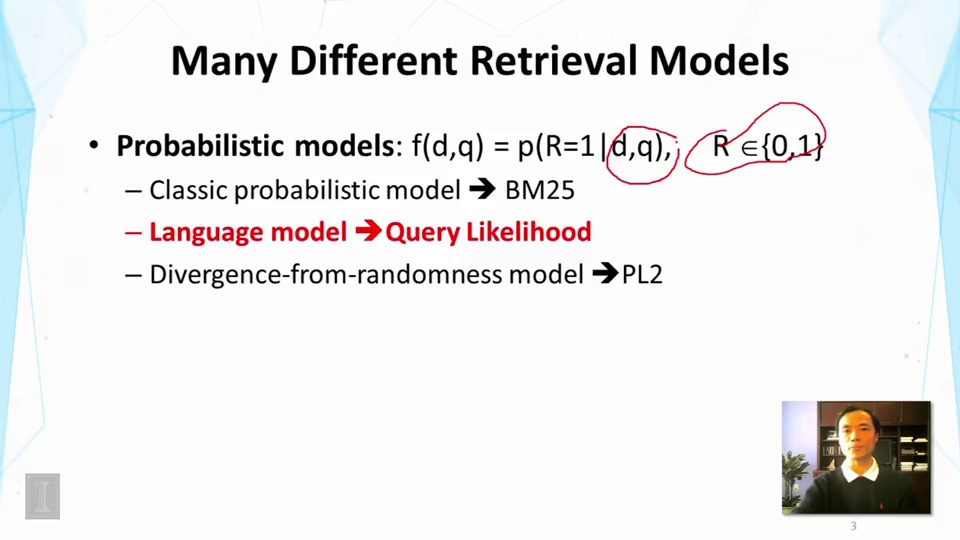 Many Different Retrieval Models
• Probabilistic models: f(d,q) = p(R=1|d,q), R ∈{0,1}
– Classic probabilistic model ➔ BM25
– Language model ➔Query Likelihood
– Divergence-from-randomness model ➔PL2
I
3